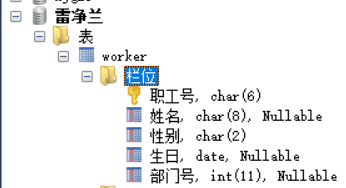 雷净兰
表
worker
栏位
职工号, char(6)
姓名, char(8), Nullable
性别, char(2)
生日, date, Nullable
部门号, int(11), Nullable